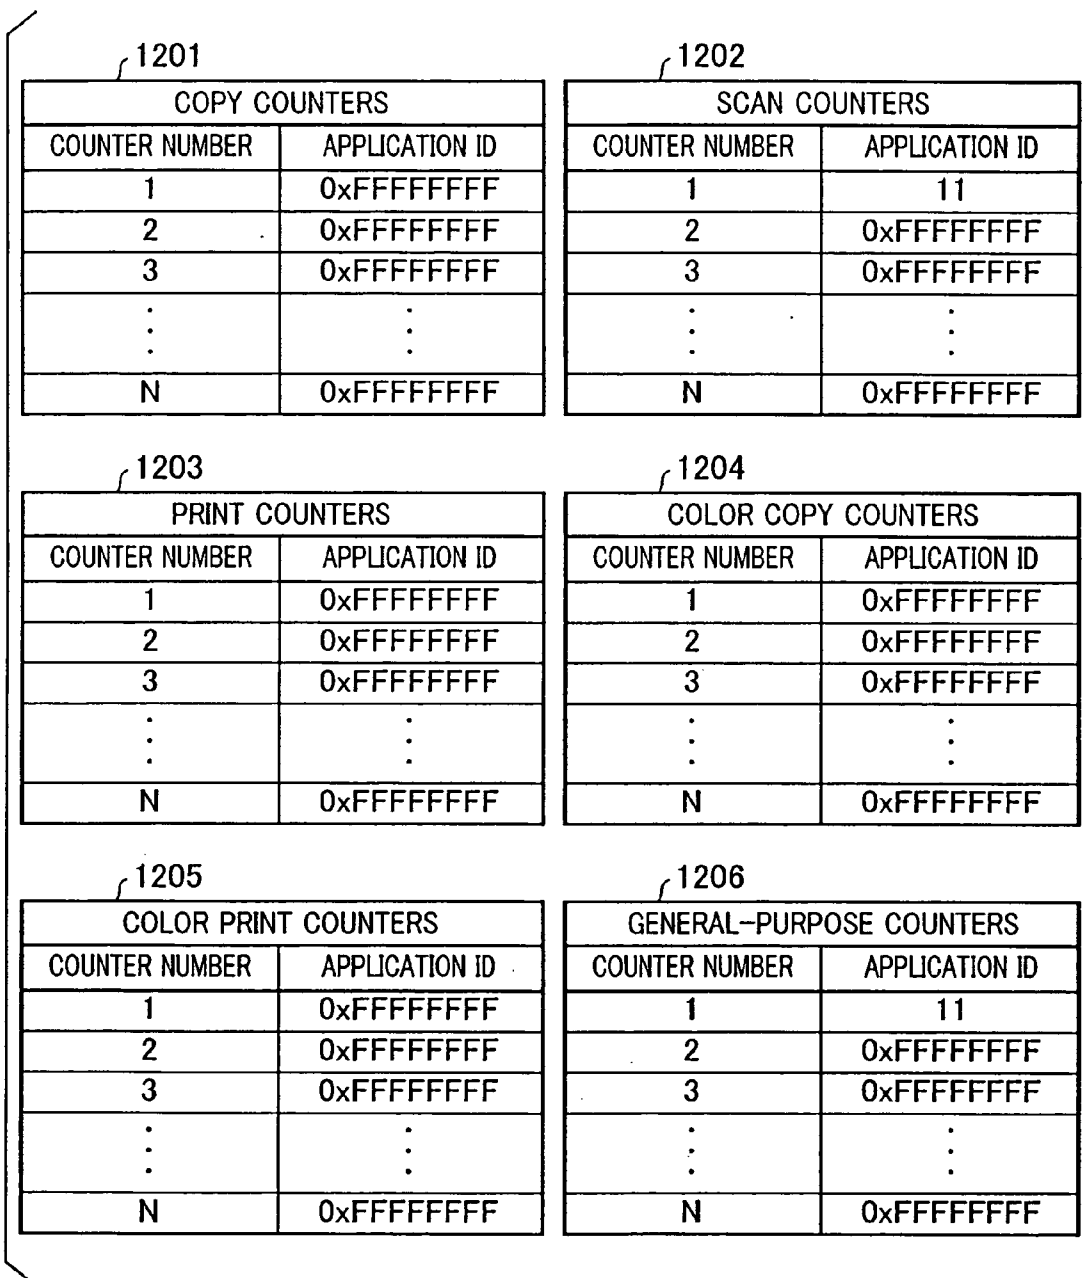 1201
COPY COUNTERS
COUNTER NUMBER APPLICATION ID
1 0xFFFFFFFF
2 0xFFFFFFFF
3 0xFFFFFFFF
N 0xFFFFFFFF
1202
SCAN COUNTERS
COUNTER NUMBER APPLICATION ID
1 11
2 0xFFFFFFFF
3 0xFFFFFFFF
N 0xFFFFFFFF
1203
PRINT COUNTERS
COUNTER NUMBER APPLICATION ID
1 0xFFFFFFFF
2 0xFFFFFFFF
3 0xFFFFFFFF
N 0xFFFFFFFF
1204
COLOR COPY COUNTERS
COUNTER NUMBER APPLICATION ID
1 0xFFFFFFFF
2 0xFFFFFFFF
3 0xFFFFFFFF
N 0xFFFFFFFF
1205
COLOR PRINT COUNTERS
COUNTER NUMBER APPLICATION ID
1 0xFFFFFFFF
2 0xFFFFFFFF
3 0xFFFFFFFF
N 0xFFFFFFFF
1206
GENERAL-PURPOSE COUNTERS
COUNTER NUMBER APPLICATION ID
1 11
2 0xFFFFFFFF
3 0xFFFFFFFF
N 0xFFFFFFFF